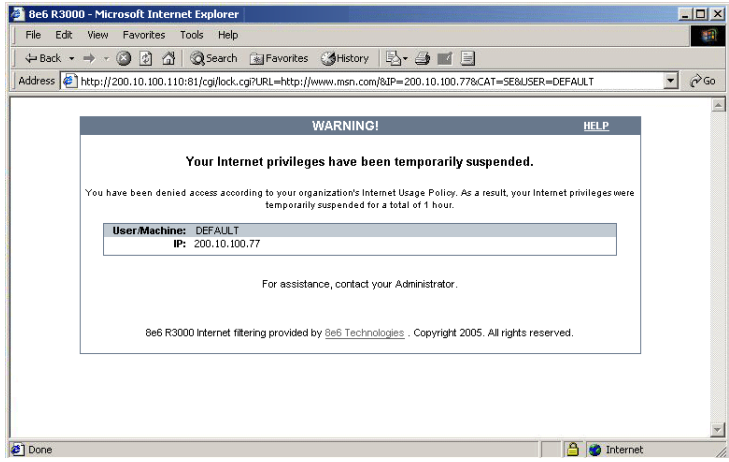 8e6 R3000 - Microsoft Internet Explorer
File Edit View Favorites Tools Help
Back Search Favorites History
Address http://200.10.100.110:81/cgi/lock.cgi?URL=http://www.msn.com/&IP=200.10.100.77&CAT=SE&USER=DEFAULT Go
WARNING! HELP
Your Internet privileges have been temporarily suspended.
You have been denied access according to your organization's Internet Usage Policy. As a result, your Internet privileges were
temporarily suspended for a total of 1 hour.
User/Machine: DEFAULT
IP: 200.10.100.77
For assistance, contact your Administrator.
8e6 R3000 Internet filtering provided by 8e6 Technologies . Copyright 2005. All rights reserved.
Done Internet